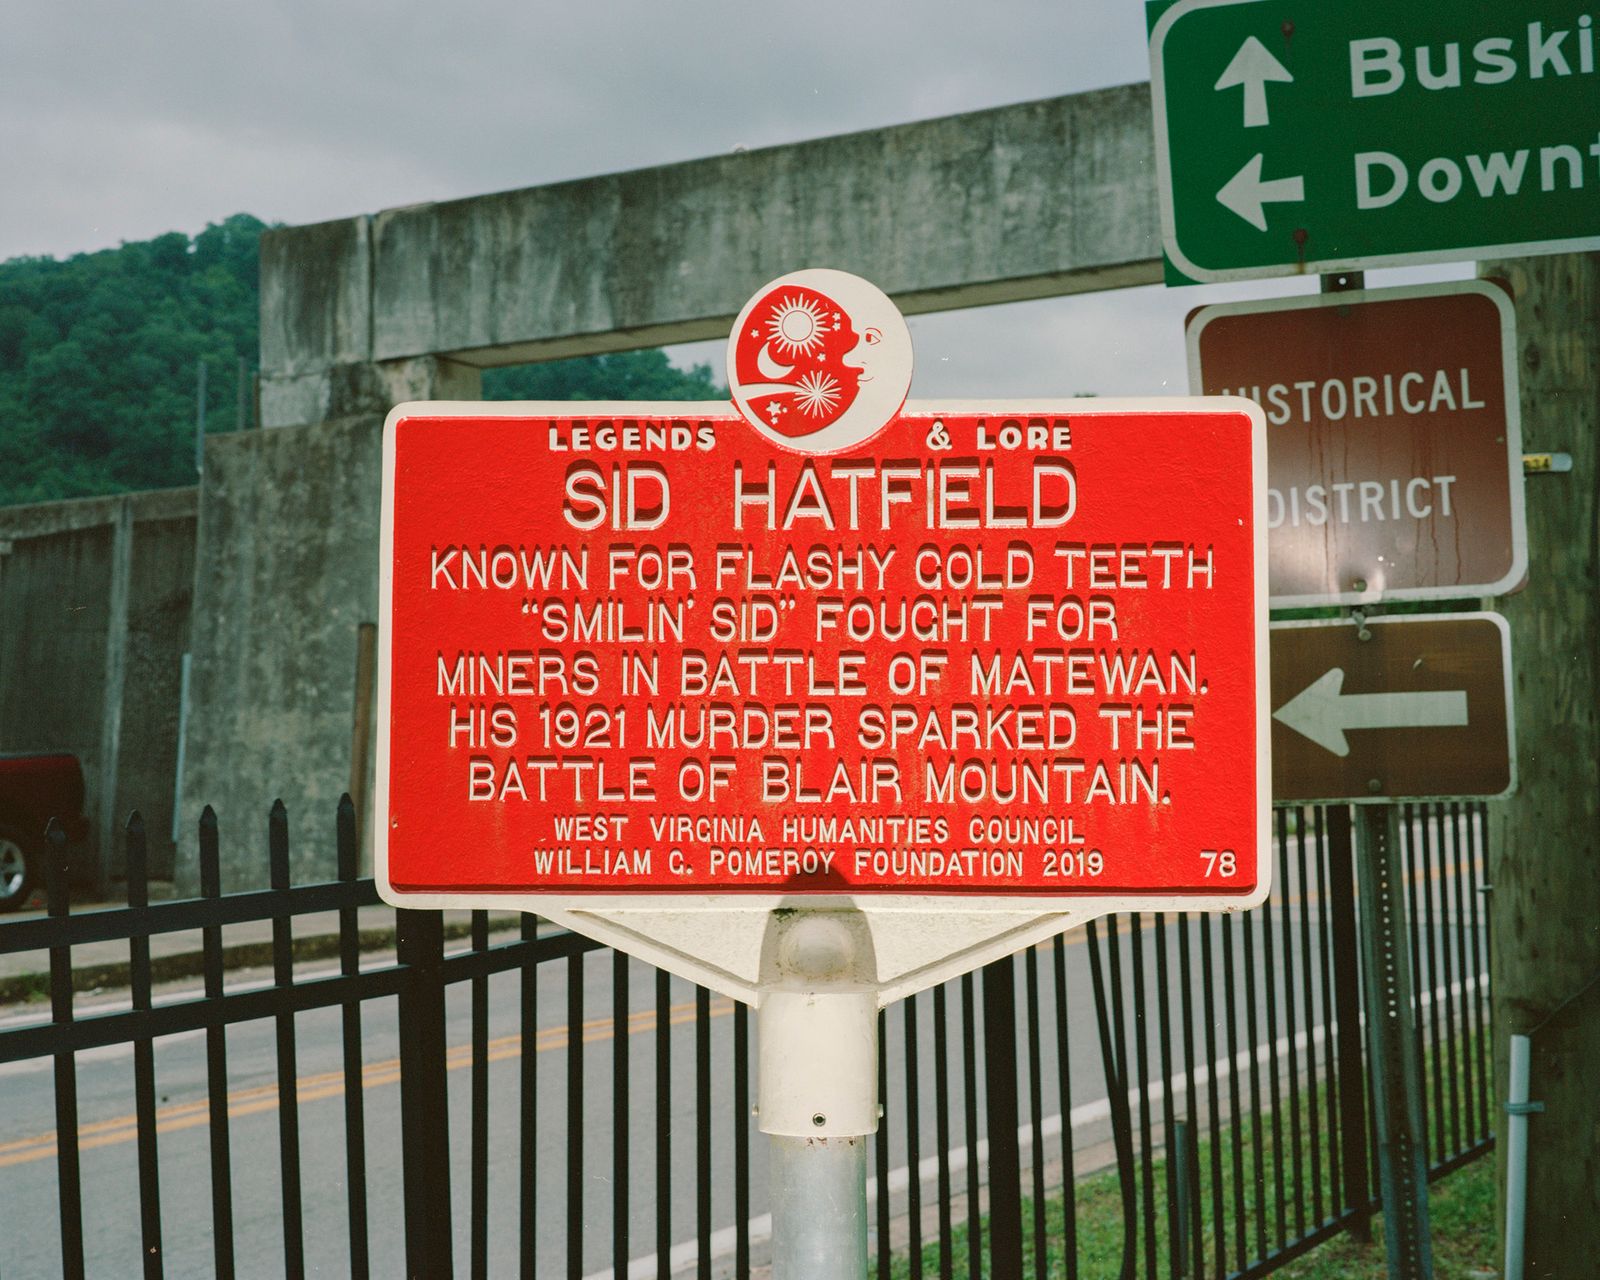 Buski
Downt
HISTORICAL
DISTRICT
LEGENDS & LORE
SID HATFIELD
KNOWN FOR FLASHY GOLD TEETH
“SMILIN’ SID” FOUGHT FOR
MINERS IN BATTLE OF MATEWAN.
HIS 1921 MURDER SPARKED THE
BATTLE OF BLAIR MOUNTAIN.
WEST VIRGINIA HUMANITIES COUNCIL
WILLIAM G. POMEROY FOUNDATION 2019 78